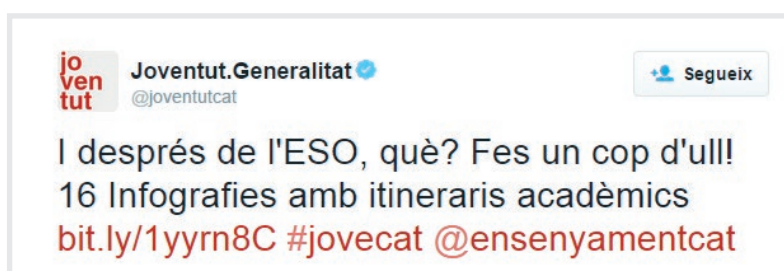 jo
ven
tut
Joventut.Generalitat
@joventutcat
Segueix
I després de l'ESO, què? Fes un cop d'ull!
16 Infografies amb itineraris acadèmics
bit.ly/1yyrn8C #jovecat @ensenyamentcat